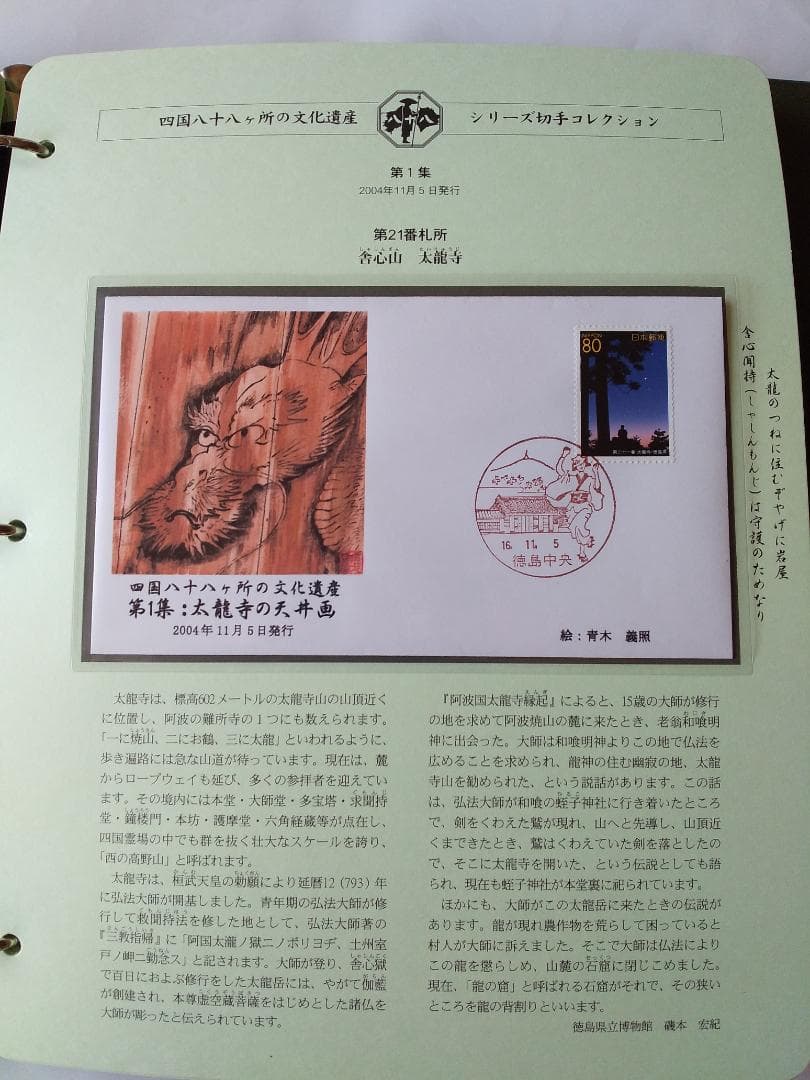 四国八十八ヶ所の文化遺産 シリーズ切手コレクション
第1集
2004年11月5日発行
第21番札所
しゃしんざん たいりゅうじ
舎心山 太龍寺
NIPPON
80 日本郵便
第二十一番 太龍寺・徳島県
16. 11. 5
徳島中央
四国八十八ヶ所の文化遺産
第1集:太龍寺の天井画
2004年11月5日発行
絵:青木 義照
太龍のつねに住むぞやげに岩屋
舎心聞持(しゃしんもんじ)は守護のためなり
太龍寺は、標高602メートルの太龍寺山の山頂近く
に位置し、阿波の難所寺の1つにも数えられます。
「一に焼山、二にお鶴、三に太龍」といわれるように、
歩き遍路には急な山道が待っています。現在は、麓
からロープウェイも延び、多くの参拝者を迎えてい
ます。その境内には本堂・大師堂・多宝塔・求聞持
堂・鐘楼門・本坊・護摩堂・六角経蔵等が点在し、
四国霊場の中でも群を抜く壮大なスケールを誇り、
「西の高野山」と呼ばれます。
太龍寺は、桓武天皇の勅願により延暦12(793)年
に弘法大師が開基しました。青年期の弘法大師が修
行して求聞持法を修した地として、弘法大師著の
『三教指帰』に「阿国太瀧ノ嶽ニノボリヨヂ、土州室
戸ノ岬ニ勤念ス」と記されます。大師が登り、舎心嶽
で百日におよぶ修行をした太龍岳には、やがて伽藍
が創建され、本尊虚空蔵菩薩をはじめとした諸仏を
大師が彫ったと伝えられています。
『阿波国太龍寺縁起』によると、15歳の大師が修行
の地を求めて阿波焼山の麓に来たとき、老翁和喰明
神に出会った。大師は和喰明神よりこの地で仏法を
広めることを求められ、龍神の住む幽寂の地、太龍
寺山を勧められた、という説話があります。この話
は、弘法大師が和喰の蛭子神社に行き着いたところ
で、剣をくわえた鷲が現れ、山へと先導し、山頂近
くまできたとき、鷲はくわえていた剣を落としたの
で、そこに太龍寺を開いた、という伝説としても語
られ、現在も蛭子神社が本堂裏に祀られています。
ほかにも、大師がこの太龍岳に来たときの伝説が
あります。龍が現れ農作物を荒らして困っていると
村人が大師に訴えました。そこで大師は仏法により
この龍を懲らしめ、山麓の石窟に閉じこめました。
現在、「龍の窟」と呼ばれる石窟がそれで、その狭い
ところを龍の背割りといいます。
徳島県立博物館 磯本 宏紀